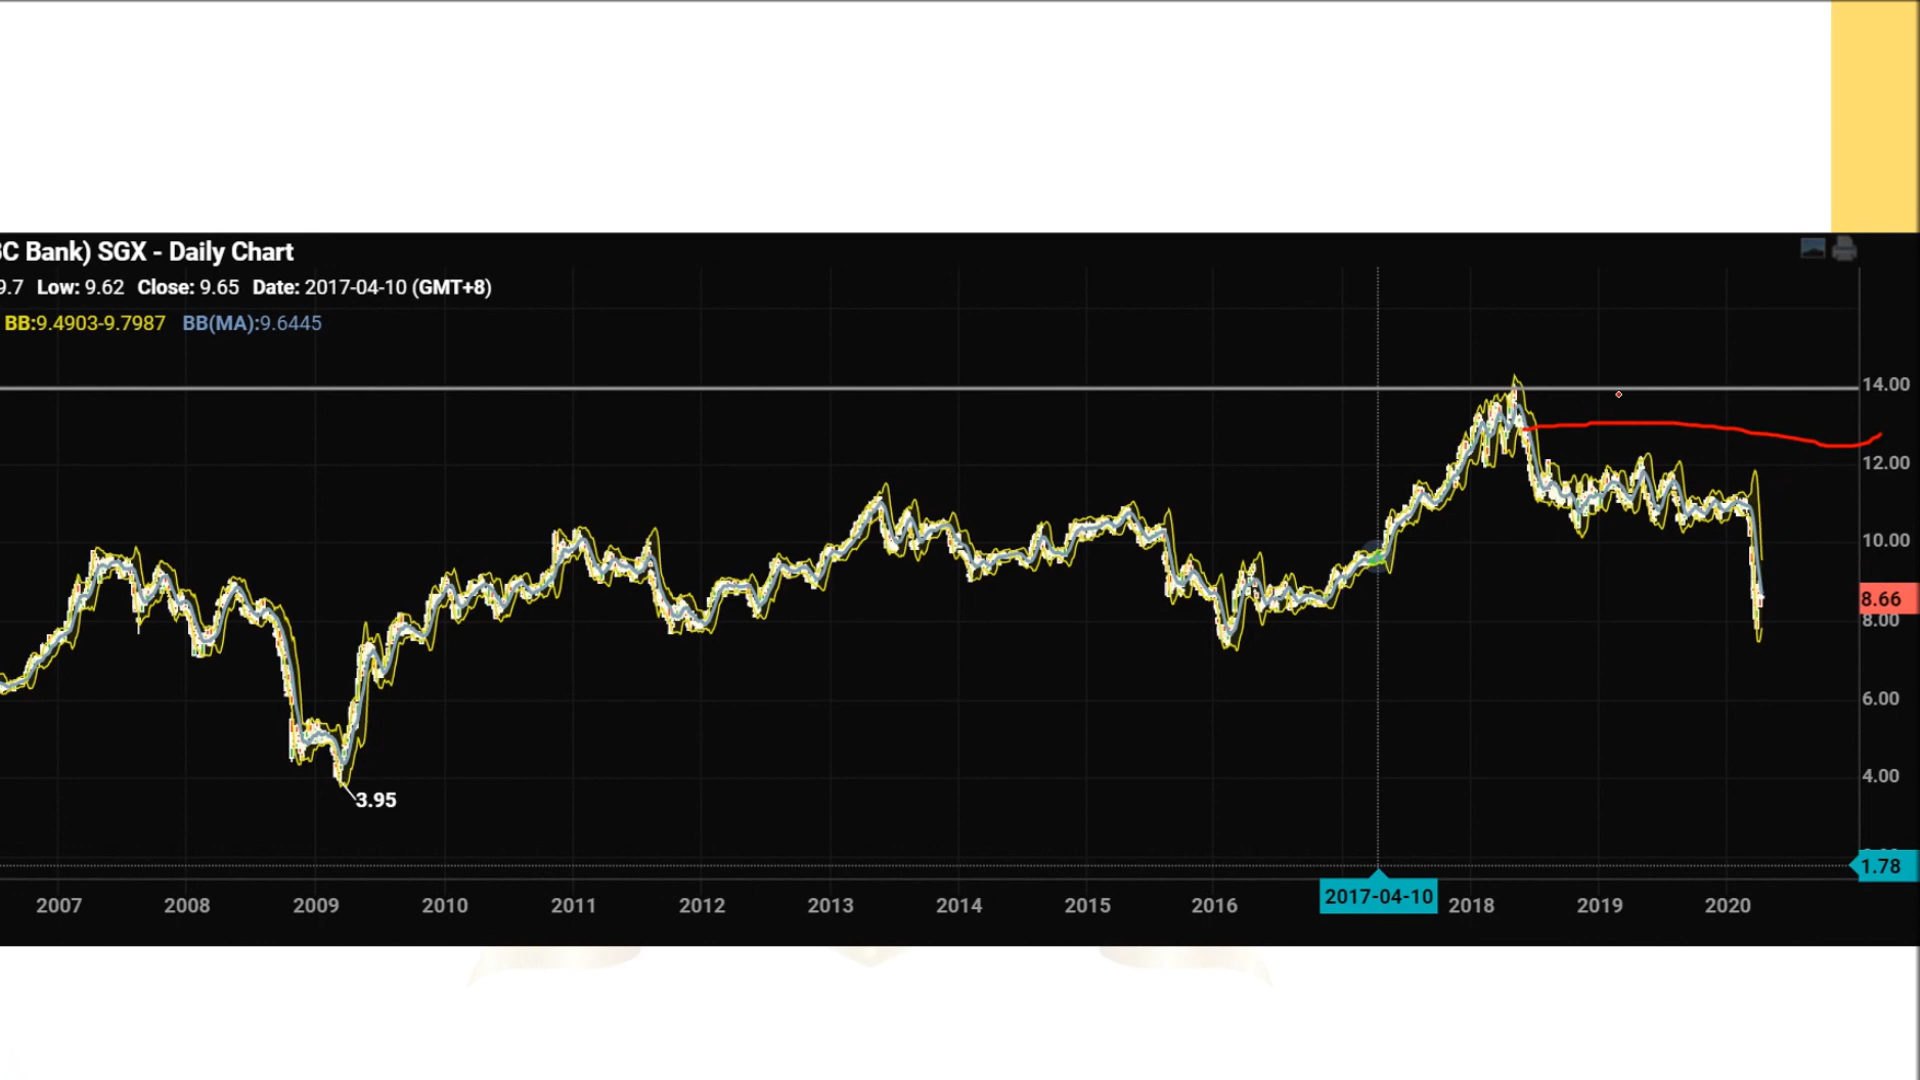 BC Bank) SGX - Daily Chart
9.7 Low: 9.62 Close: 9.65 Date: 2017-04-10 (GMT+8)
BB:9.4903-9.7987 BB(MA):9.6445
14.00
12.00
10.00
8.66
8.00
6.00
4.00
3.95
1.78
2007 2008 2009 2010 2011 2012 2013 2014 2015 2016 2017-04-10 2018 2019 2020